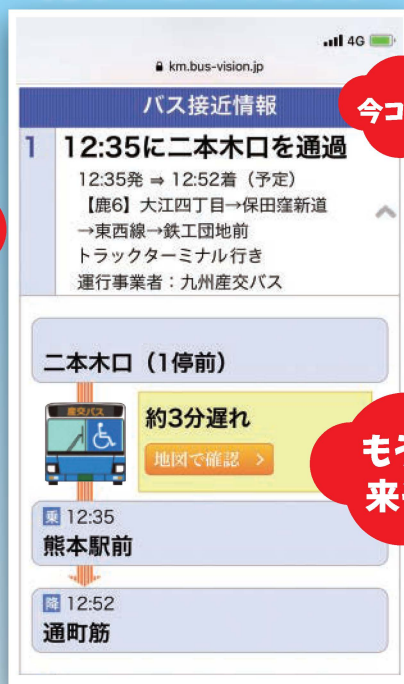 4G
km.bus-vision.jp
バス接近情報
今コ
1 12:35に二本木口を通過
12:35発 ⇒ 12:52着（予定）
【鹿6】大江四丁目→保田窪新道
→東西線→鉄工団地前
トラックターミナル行き
運行事業者：九州産交バス
二本木口（1停前）
産交バス
約3分遅れ
地図で確認 >
もう
来
乗 12:35
熊本駅前
降 12:52
通町筋